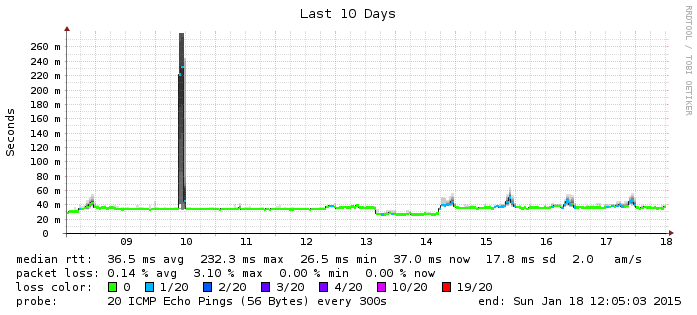 Last 10 Days
RRDTOOL / TOBI OETIKER
Seconds
260 m
240 m
220 m
200 m
180 m
160 m
140 m
120 m
100 m
80 m
60 m
40 m
20 m
0
09 10 11 12 13 14 15 16 17 18
median rtt: 36.5 ms avg 232.3 ms max 26.5 ms min 37.0 ms now 17.8 ms sd 2.0 am/s
packet loss: 0.14 % avg 3.10 % max 0.00 % min 0.00 % now
loss color: 0 1/20 2/20 3/20 4/20 10/20 19/20
probe: 20 ICMP Echo Pings (56 Bytes) every 300s end: Sun Jan 18 12:05:03 2015